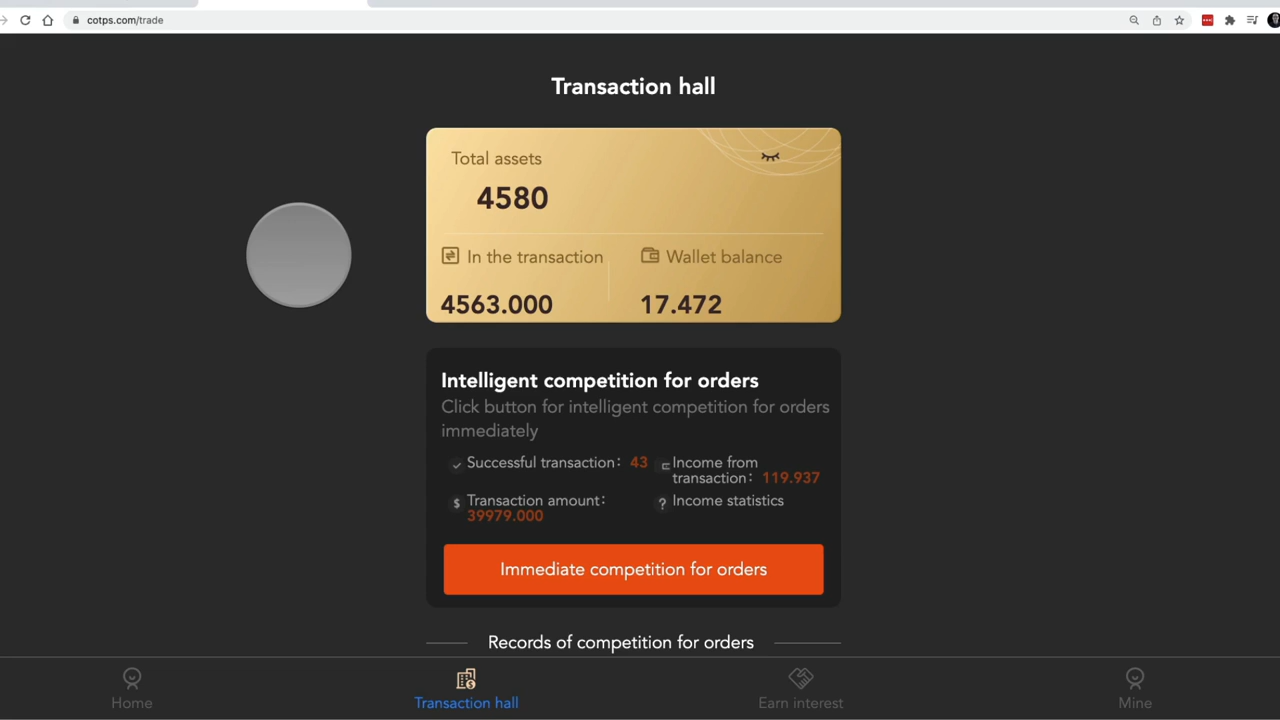 cotps.com/trade
Transaction hall
Total assets
4580
In the transaction
Wallet balance
4563.000
17.472
Intelligent competition for orders
Click button for intelligent competition for orders
immediately
Successful transaction: 43
Income from
transaction: 119.937
Transaction amount:
39979.000
Income statistics
Immediate competition for orders
Records of competition for orders
Home
Transaction hall
Earn interest
Mine